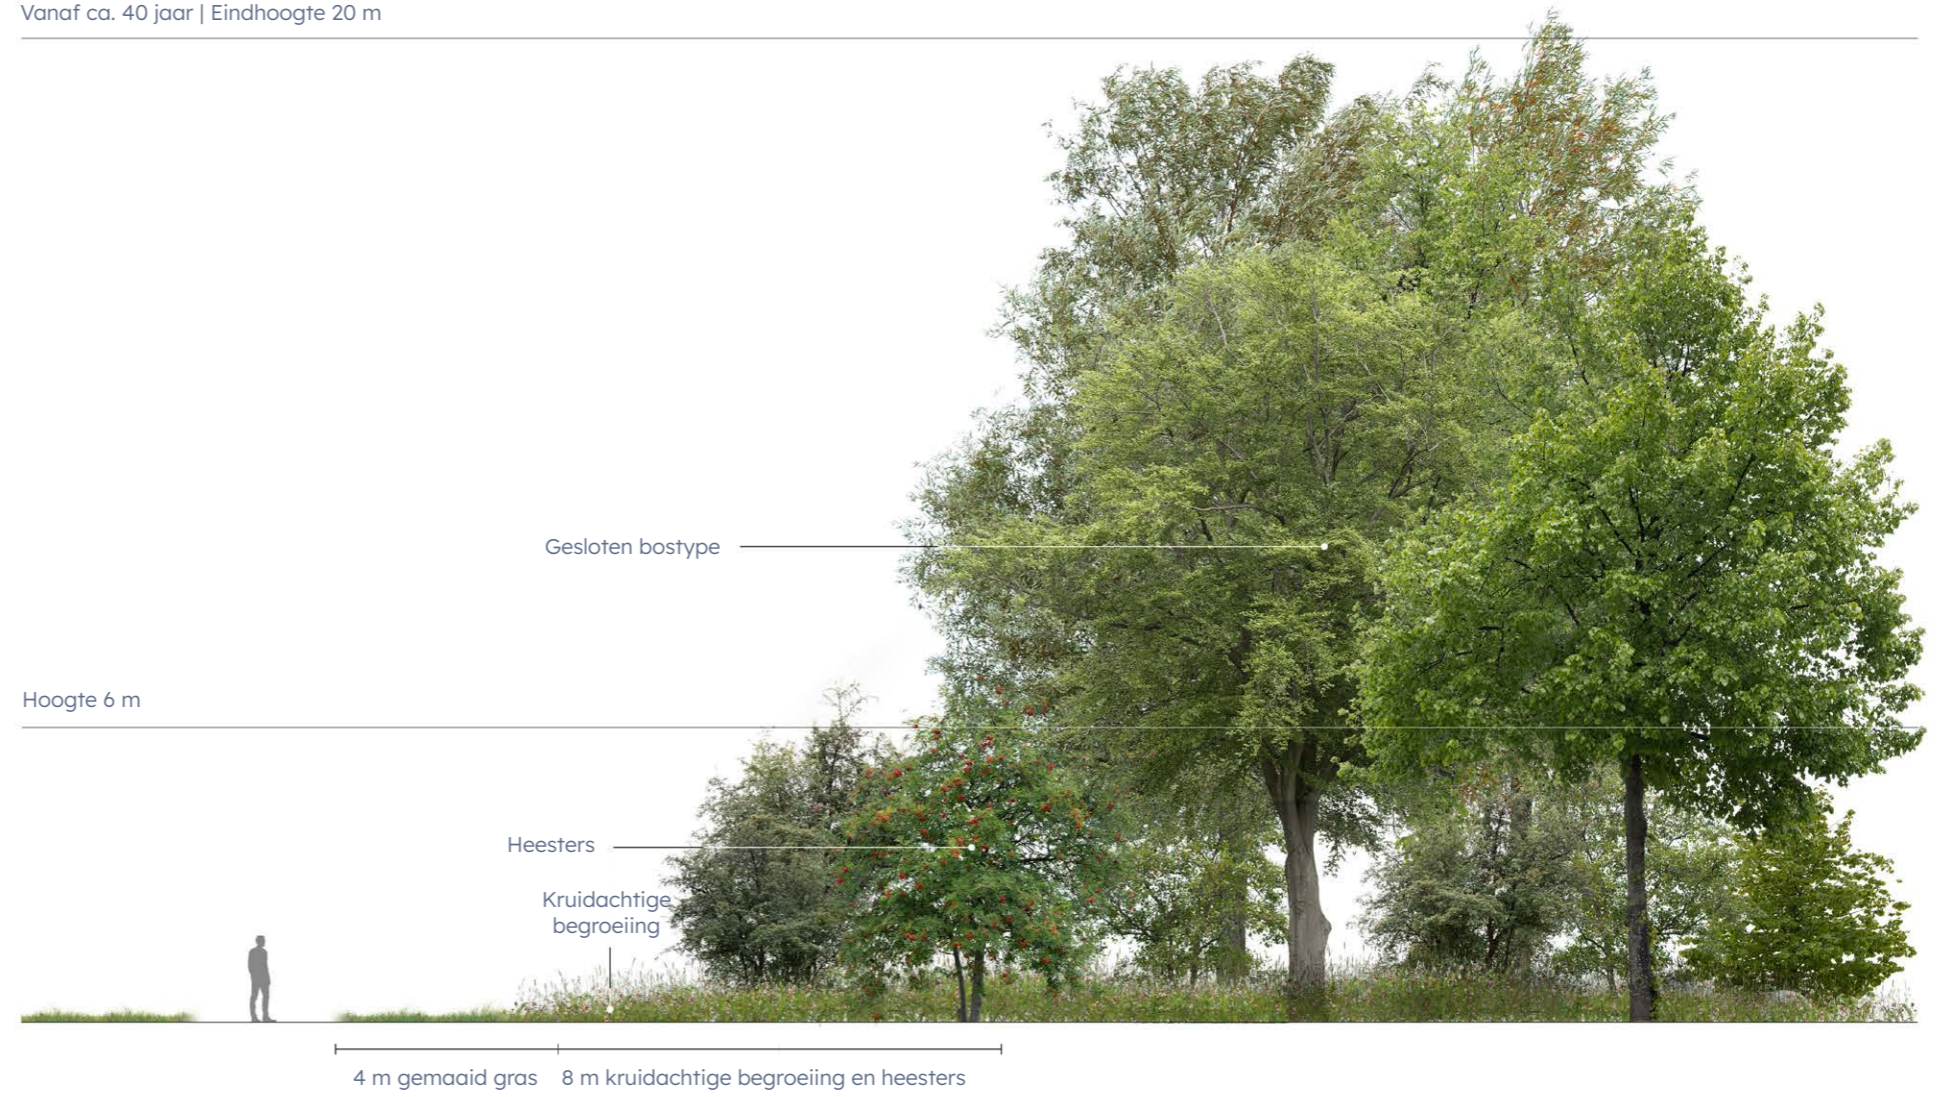 Vanaf ca. 40 jaar | Eindhoogte 20 m
Gesloten bostype
Hoogte 6 m
Heesters
Kruidachtige
begroeiing
4 m gemaaid gras
8 m kruidachtige begroeiing en heesters